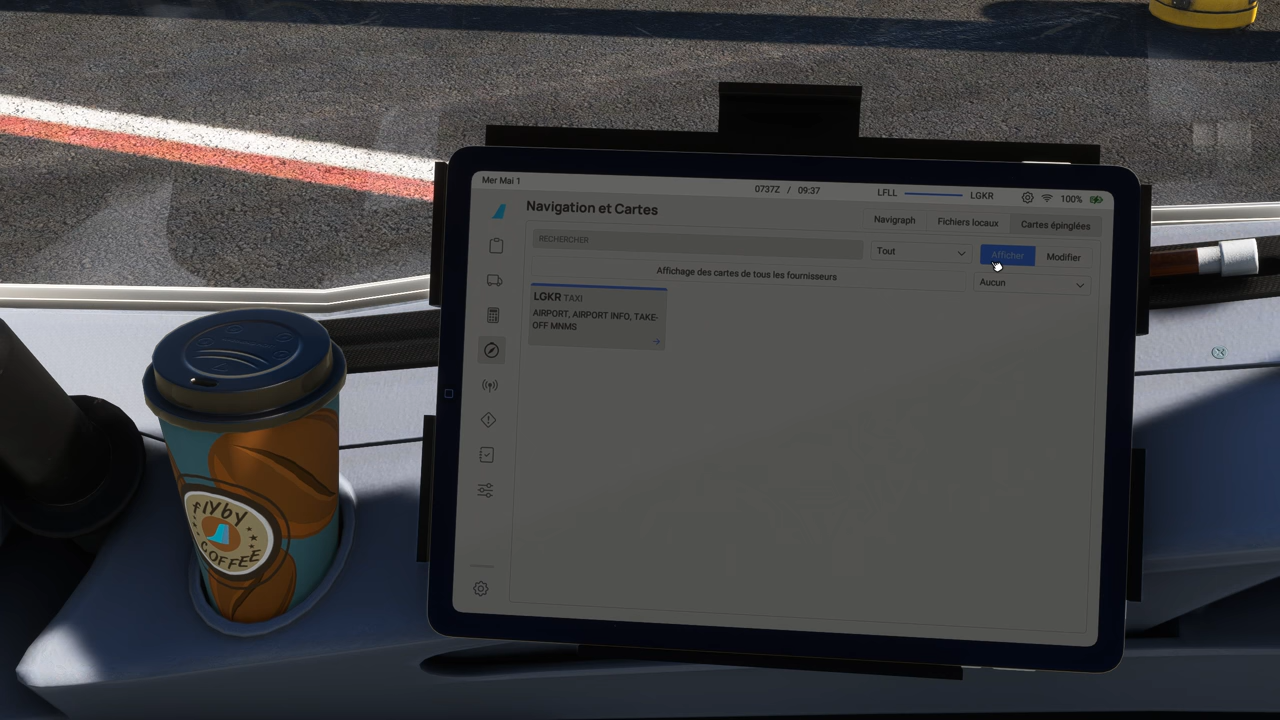 Mer Mai 1
0737Z / 09:37
LFLL
LGKR
100%
Navigation et Cartes
Navigraph
Fichiers locaux
Cartes épinglées
RECHERCHER
Tout
Afficher
Modifier
Affichage des cartes de tous les fournisseurs
Aucun
LGKR TAXI
AIRPORT, AIRPORT INFO, TAKE-
OFF MNMS
flyby
COFFEE